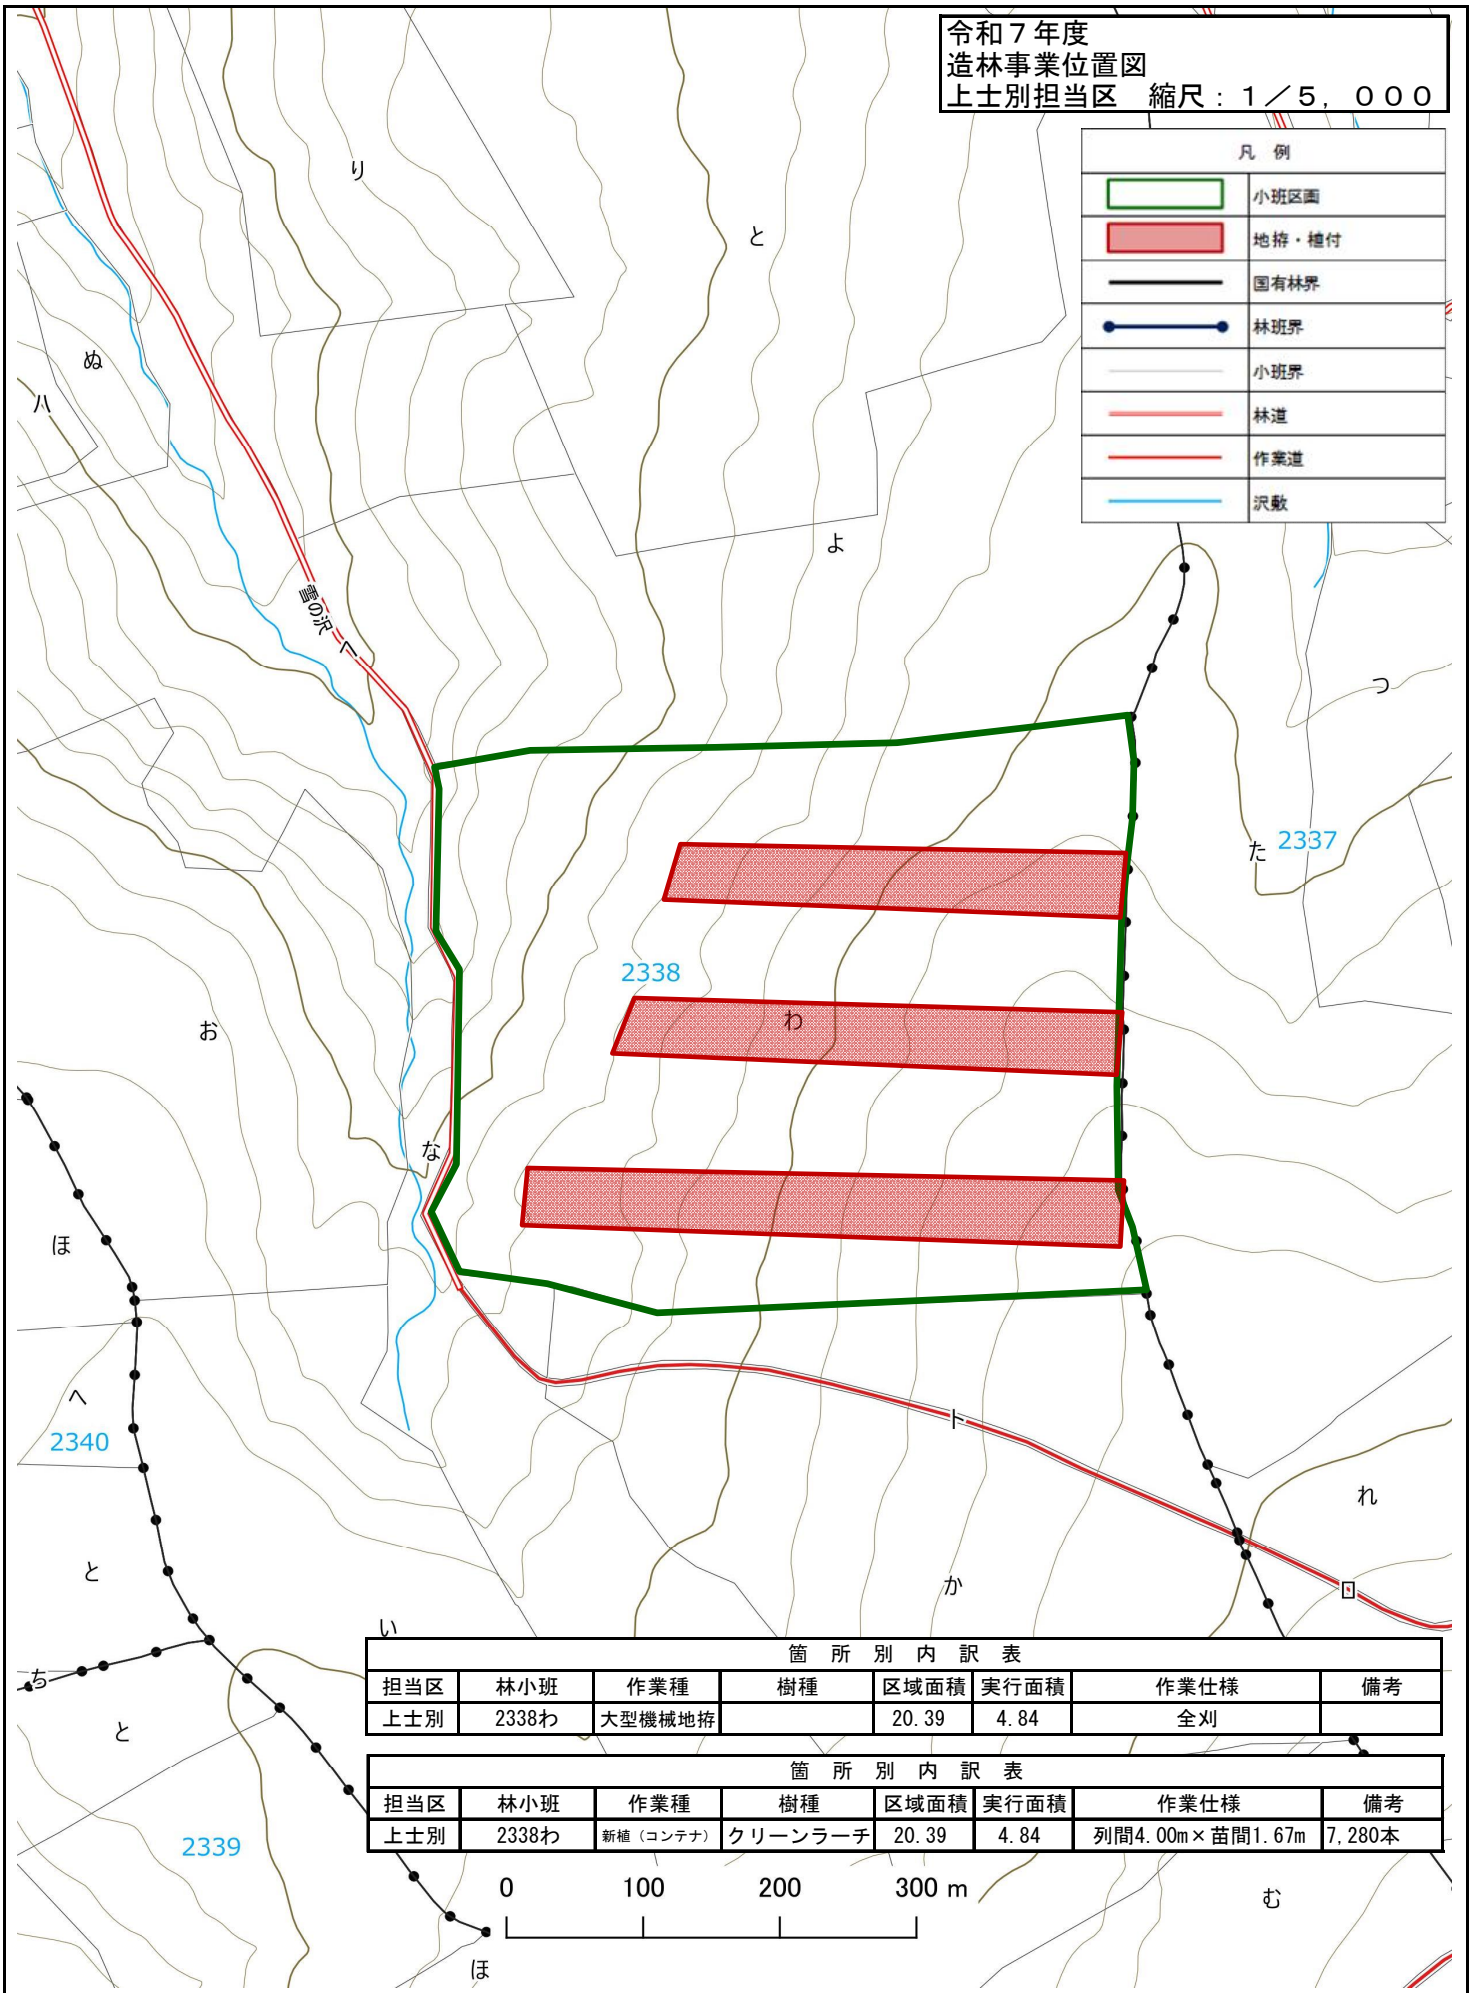 令和７年度
造林事業位置図
上士別担当区　縮尺：１／５，０００
凡 例
小班区画
地拵・植付
国有林界
林班界
小班界
林道
作業道
沢敷
り
と
ぬ
ハ
よ
雪の沢
へ
つ
た 2337
2338
わ
お
な
ほ
へ
2340
ト
れ
と
か
ロ
い
ち
と
箇 所 別 内 訳 表
担当区 林小班 作業種 樹種 区域面積 実行面積 作業仕様 備考
上士別 2338わ 大型機械地拵 20.39 4.84 全刈
箇 所 別 内 訳 表
担当区 林小班 作業種 樹種 区域面積 実行面積 作業仕様 備考
上士別 2338わ 新植（コンテナ） クリーンラーチ 20.39 4.84 列間4.00m×苗間1.67m 7,280本
2339
0 100 200 300 m
む
ほ